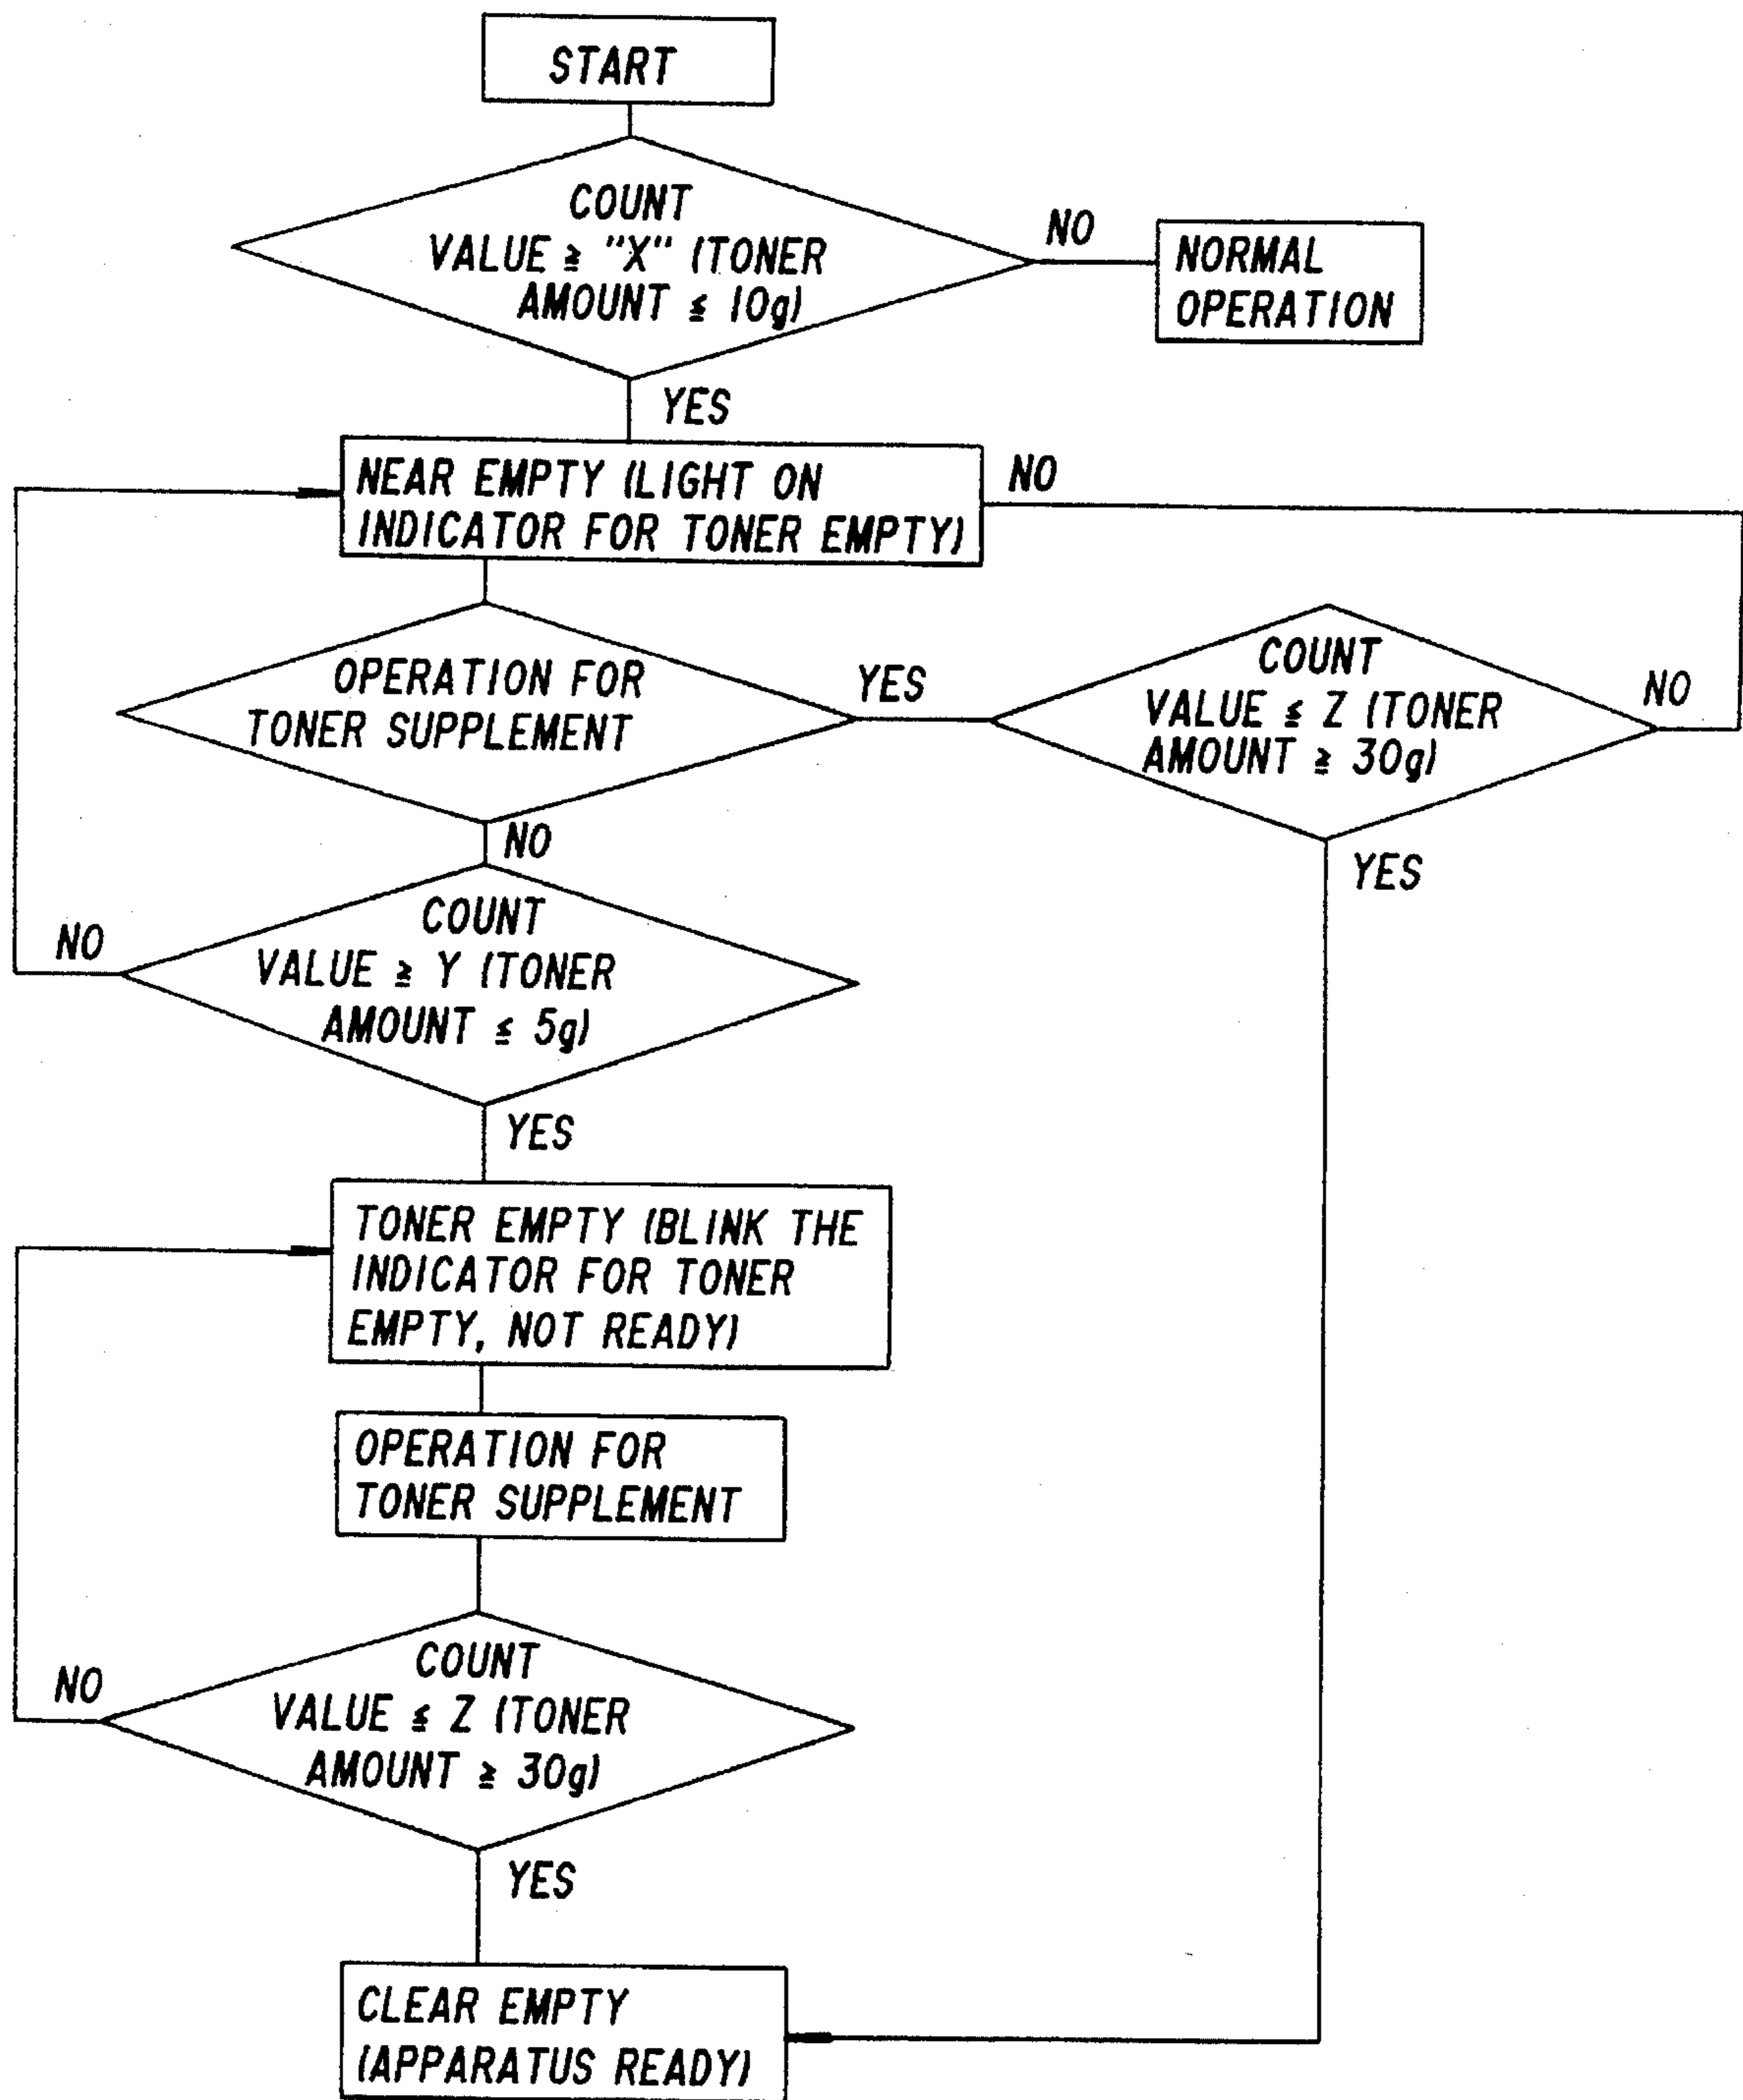 START
COUNT
VALUE ≧ "X" (TONER
AMOUNT ≦ 10g)
NO
NORMAL
OPERATION
YES
NEAR EMPTY (LIGHT ON
INDICATOR FOR TONER EMPTY)
NO
OPERATION FOR
TONER SUPPLEMENT
YES
COUNT
VALUE ≦ Z (TONER
AMOUNT ≧ 30g)
NO
NO
YES
COUNT
VALUE ≧ Y (TONER
AMOUNT ≦ 5g)
NO
YES
TONER EMPTY (BLINK THE
INDICATOR FOR TONER
EMPTY, NOT READY)
OPERATION FOR
TONER SUPPLEMENT
COUNT
VALUE ≦ Z (TONER
AMOUNT ≧ 30g)
NO
YES
CLEAR EMPTY
(APPARATUS READY)